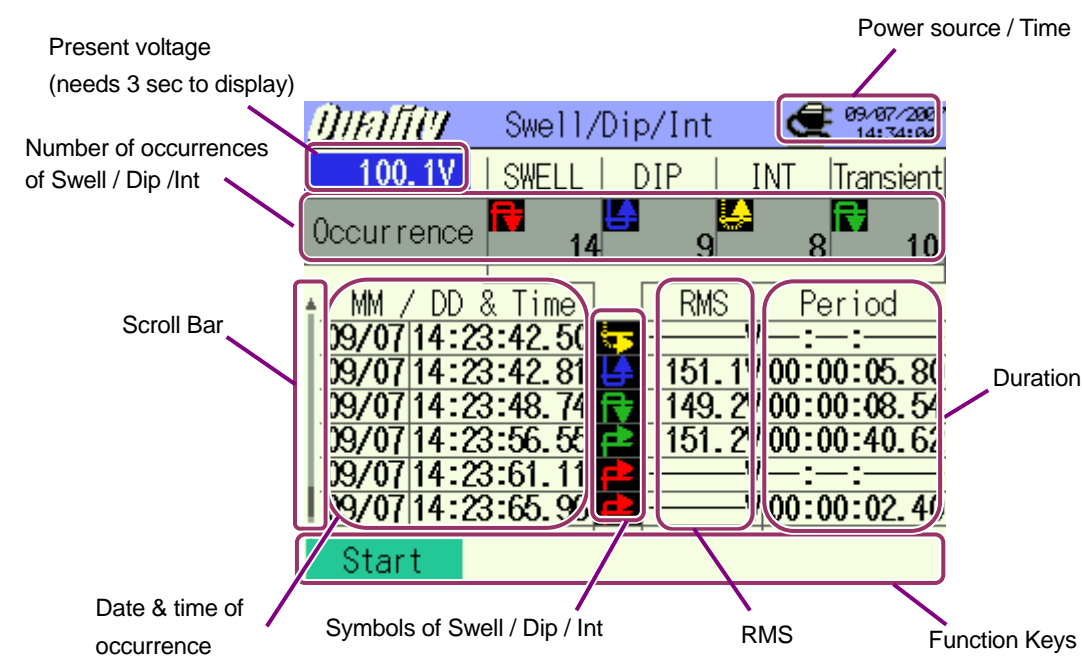 Power source / Time
Present voltage
(needs 3 sec to display)
Quality Swell/Dip/Int 09/07/200
14:34:04
Number of occurrences
of Swell / Dip /Int
100.1V SWELL DIP INT Transient
Occurrence 14 9 8 10
MM / DD & Time RMS Period
Scroll Bar
09/07 14:23:42.50 V --:--:--
09/07 14:23:42.81 151.1V 00:00:05.80
09/07 14:23:48.74 149.2V 00:00:08.54
09/07 14:23:56.55 151.2V 00:00:40.62
09/07 14:23:61.11 V --:--:--
09/07 14:23:65.96 V 00:00:02.40
Duration
Start
Date & time of
occurrence
Symbols of Swell / Dip / Int
RMS
Function Keys